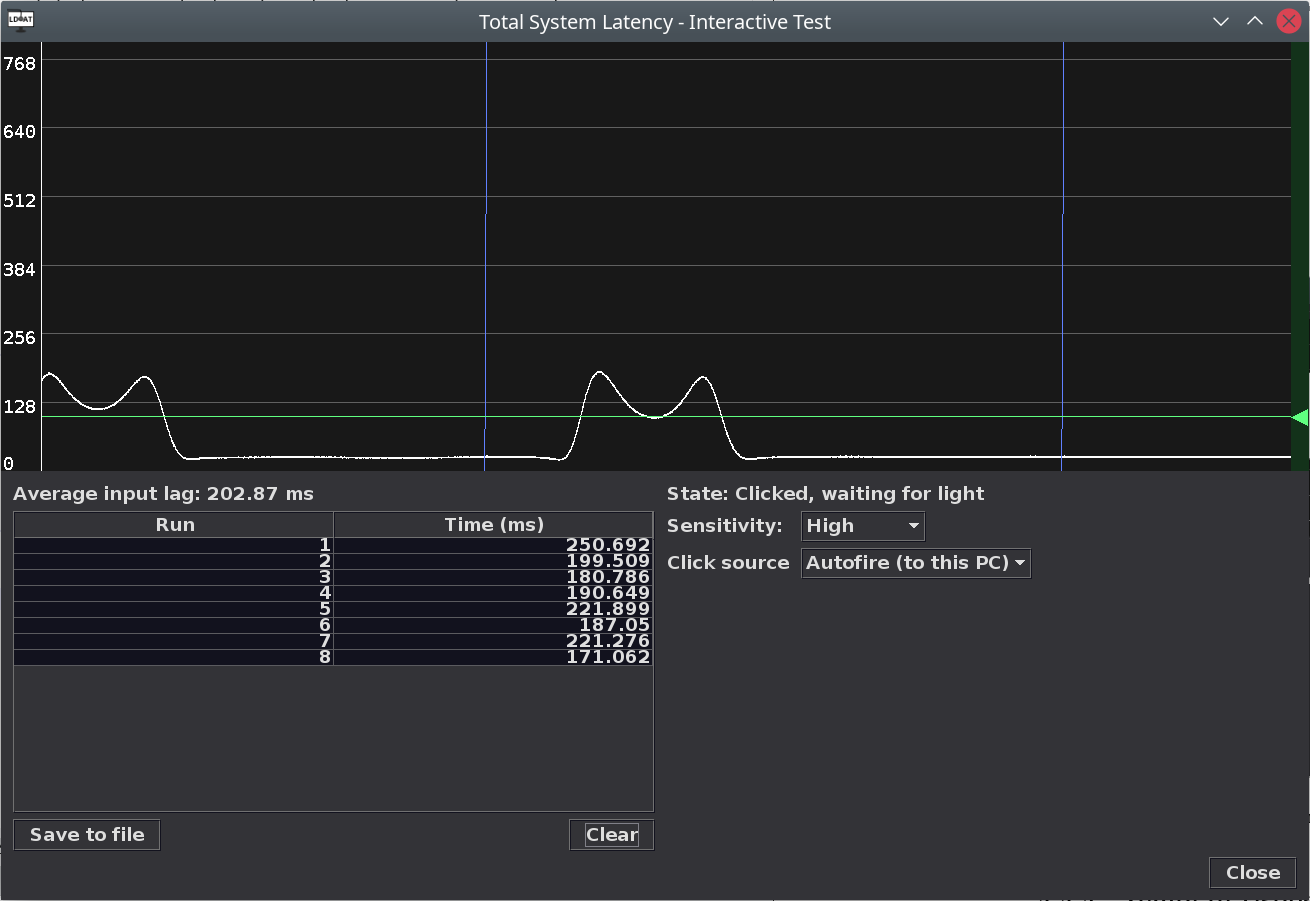 LDAT
Total System Latency - Interactive Test
768
640
512
384
256
128
0
Average input lag: 202.87 ms
State: Clicked, waiting for light
Run Time (ms)
Sensitivity: High
1 250.692
2 199.509
3 180.786
4 190.649
5 221.899
6 187.05
7 221.276
8 171.062
Click source Autofire (to this PC)
Save to file
Clear
Close